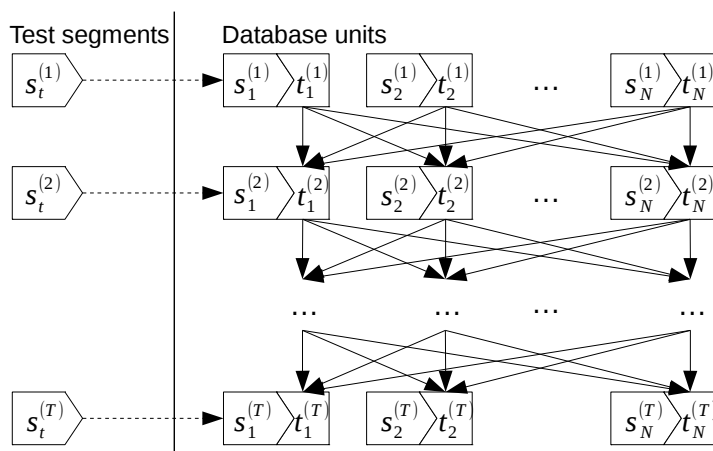 Test segments Database units
s_t^(1) s_1^(1) t_1^(1) s_2^(1) t_2^(1) ... s_N^(1) t_N^(1)
s_t^(2) s_1^(2) t_1^(2) s_2^(2) t_2^(2) ... s_N^(2) t_N^(2)
... ... ... ...
s_t^(T) s_1^(T) t_1^(T) s_2^(T) t_2^(T) s_N^(T) t_N^(T)